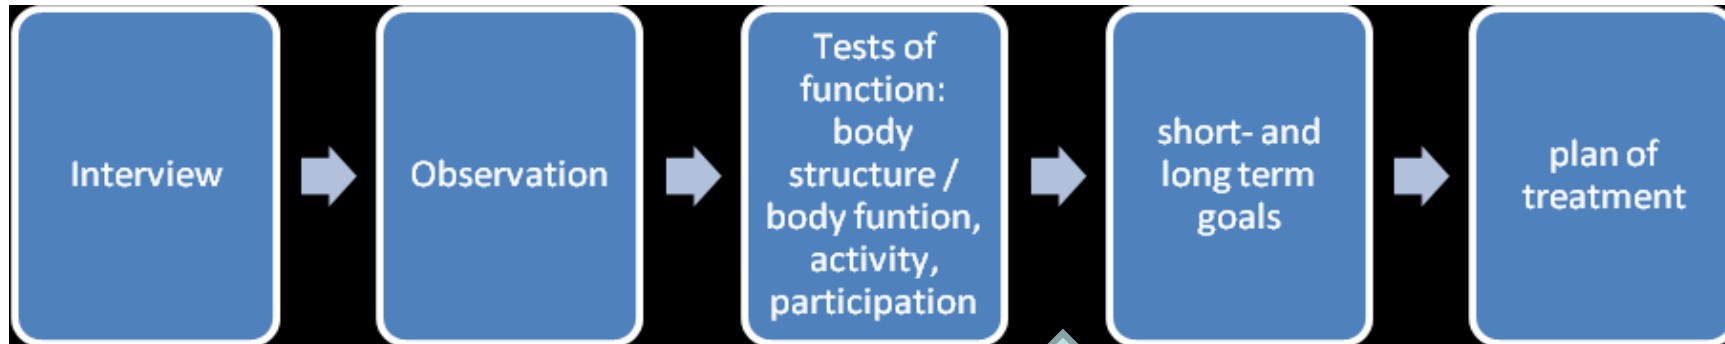 Interview
Observation
Tests of
function:
body
structure /
body funtion,
activity,
participation
short- and
long term
goals
plan of
treatment